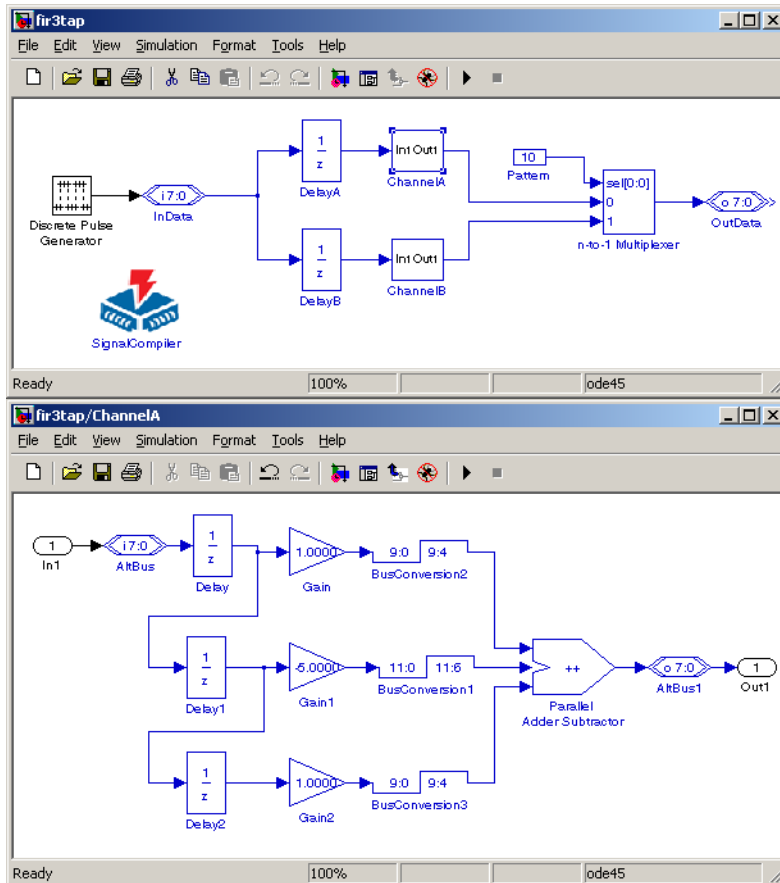 fir3tap
File Edit View Simulation Format Tools Help
1
z
DelayA
In1 Out1
ChannelA
10
Pattern
sel[0:0]
0
1
n-to-1 Multiplexer
o 7:0
OutData
Discrete Pulse
Generator
i 7:0
InData
1
z
DelayB
In1 Out1
ChannelB
SignalCompiler
Ready 100% ode45
fir3tap/ChannelA
File Edit View Simulation Format Tools Help
1
In1
i 7:0
AltBus
1
z
Delay
1.0000
Gain
9:0 9:4
BusConversion2
1
z
Delay1
-5.0000
Gain1
11:0 11:6
BusConversion1
++
Parallel
Adder Subtractor
o 7:0
AltBus1
1
Out1
1
z
Delay2
1.0000
Gain2
9:0 9:4
BusConversion3
Ready 100% ode45